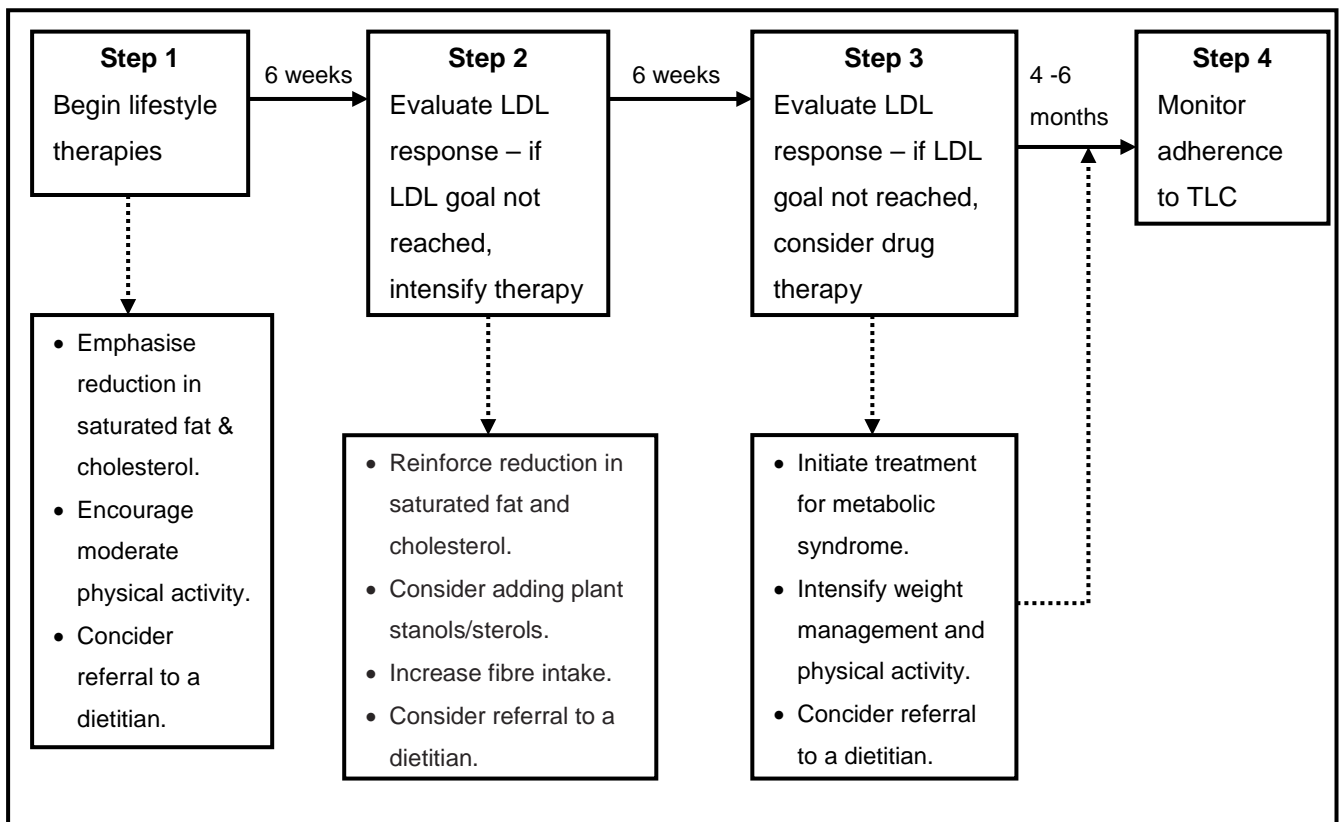 Step 1
Begin lifestyle
therapies
6 weeks
Step 2
Evaluate LDL
response – if
LDL goal not
reached,
intensify therapy
6 weeks
Step 3
Evaluate LDL
response – if LDL
goal not reached,
consider drug
therapy
4 -6
months
Step 4
Monitor
adherence
to TLC
• Emphasise
reduction in
saturated fat &
cholesterol.
• Encourage
moderate
physical activity.
• Concider
referral to a
dietitian.
• Reinforce reduction in
saturated fat and
cholesterol.
• Consider adding plant
stanols/sterols.
• Increase fibre intake.
• Consider referral to a
dietitian.
• Initiate treatment
for metabolic
syndrome.
• Intensify weight
management and
physical activity.
• Concider referral
to a dietitian.